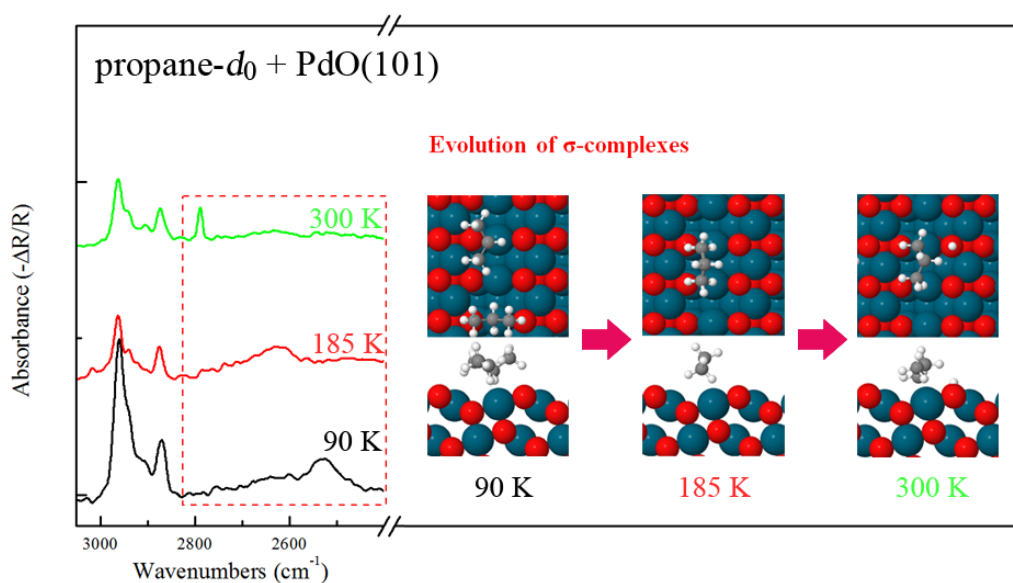 propane-d₀ + PdO(101)
Evolution of σ-complexes
Absorbance (-ΔR/R)
300 K
185 K
90 K
3000 2800 2600
Wavenumbers (cm⁻¹)
90 K 185 K 300 K